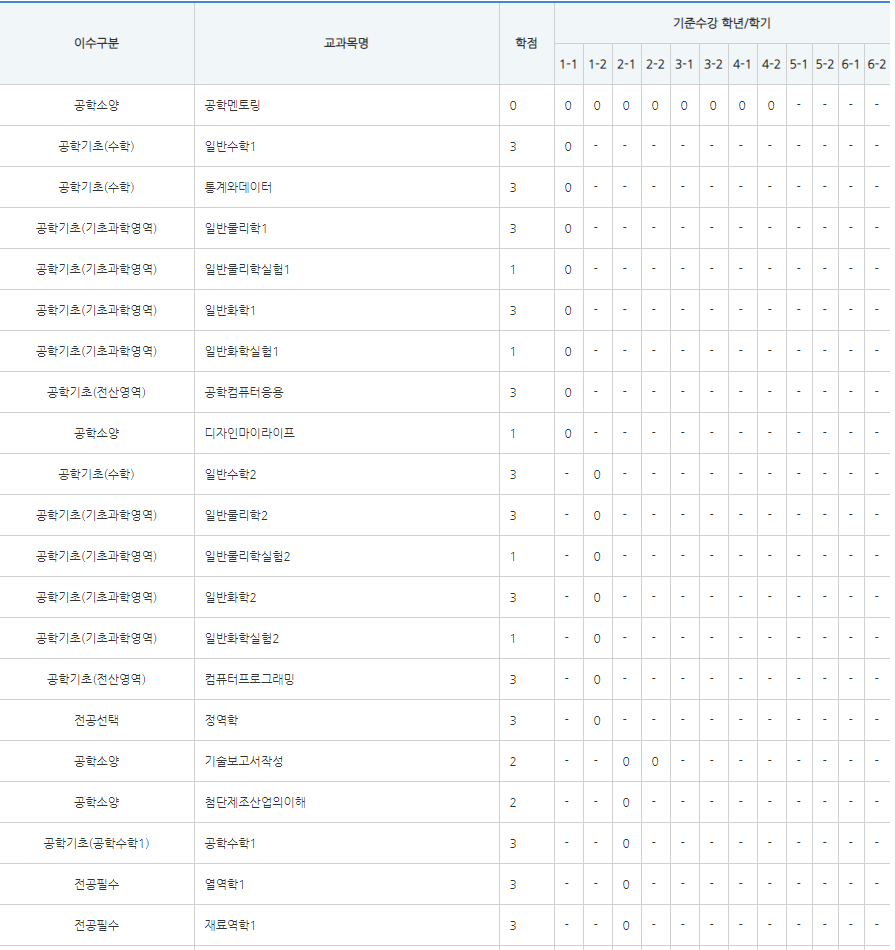 이수구분 교과목명 학점 기준수강 학년/학기
1-1 1-2 2-1 2-2 3-1 3-2 4-1 4-2 5-1 5-2 6-1 6-2
공학소양 공학멘토링 0 0 0 0 0 0 0 0 0 - - - -
공학기초(수학) 일반수학1 3 0 - - - - - - - - - - -
공학기초(수학) 통계와데이터 3 0 - - - - - - - - - - -
공학기초(기초과학영역) 일반물리학1 3 0 - - - - - - - - - - -
공학기초(기초과학영역) 일반물리학실험1 1 0 - - - - - - - - - - -
공학기초(기초과학영역) 일반화학1 3 0 - - - - - - - - - - -
공학기초(기초과학영역) 일반화학실험1 1 0 - - - - - - - - - - -
공학기초(전산영역) 공학컴퓨터응용 3 0 - - - - - - - - - - -
공학소양 디자인마이라이프 1 0 - - - - - - - - - - -
공학기초(수학) 일반수학2 3 - 0 - - - - - - - - - -
공학기초(기초과학영역) 일반물리학2 3 - 0 - - - - - - - - - -
공학기초(기초과학영역) 일반물리학실험2 1 - 0 - - - - - - - - - -
공학기초(기초과학영역) 일반화학2 3 - 0 - - - - - - - - - -
공학기초(기초과학영역) 일반화학실험2 1 - 0 - - - - - - - - - -
공학기초(전산영역) 컴퓨터프로그래밍 3 - 0 - - - - - - - - - -
전공선택 정역학 3 - 0 - - - - - - - - - -
공학소양 기술보고서작성 2 - - 0 0 - - - - - - - -
공학소양 첨단제조산업의이해 2 - - 0 - - - - - - - - -
공학기초(공학수학1) 공학수학1 3 - - 0 - - - - - - - - -
전공필수 열역학1 3 - - 0 - - - - - - - - -
전공필수 재료역학1 3 - - 0 - - - - - - - - -